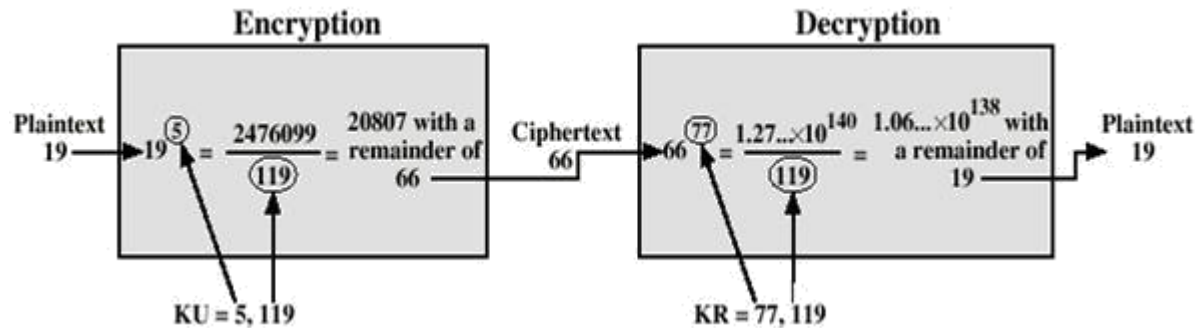 Encryption
Decryption
Plaintext
19
19^5 = 2476099 / 119 = 20807 with a remainder of 66
Ciphertext
66
66^77 = 1.27...×10^140 / 119 = 1.06...×10^138 with a remainder of 19
Plaintext
19
KU = 5, 119
KR = 77, 119